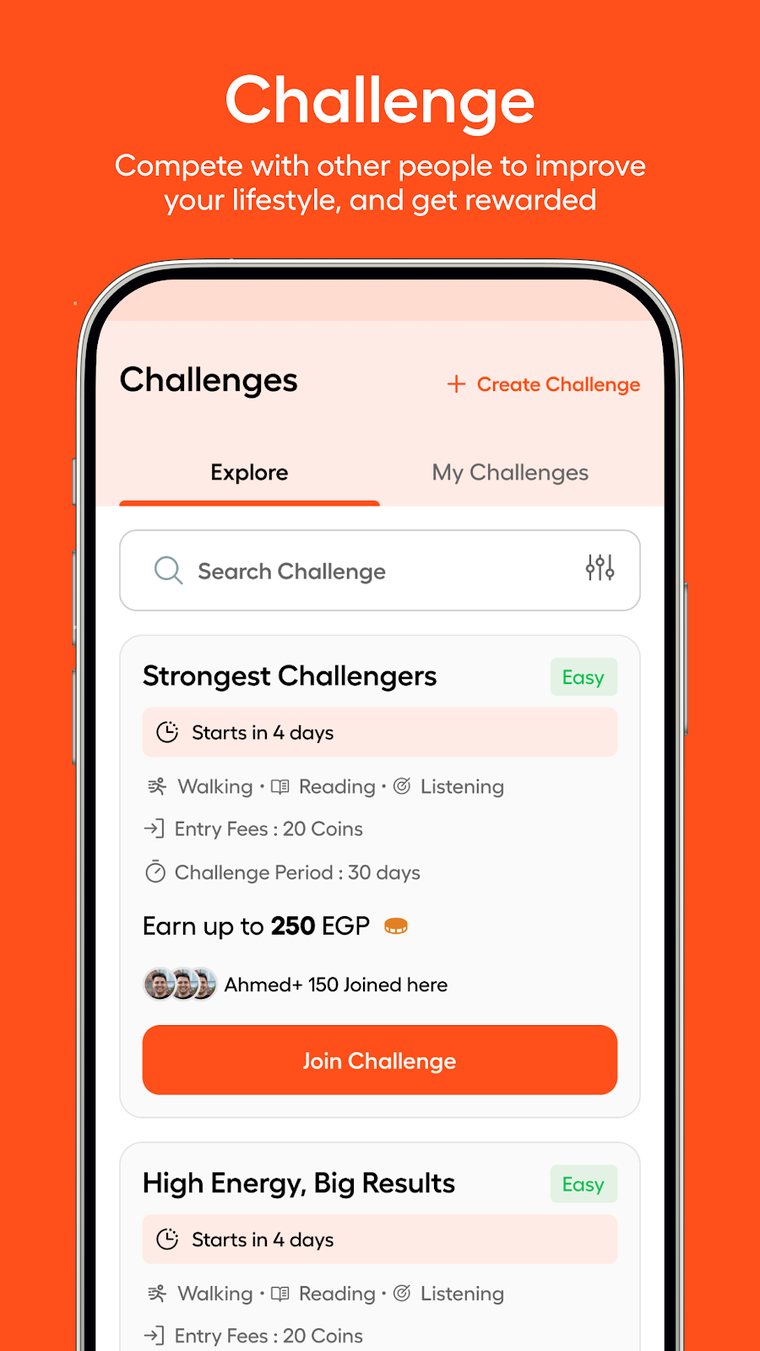 Challenge
Compete with other people to improve
your lifestyle, and get rewarded
Challenges
+ Create Challenge
Explore
My Challenges
Search Challenge
Strongest Challengers
Easy
Starts in 4 days
Walking • Reading • Listening
Entry Fees : 20 Coins
Challenge Period : 30 days
Earn up to 250 EGP
Ahmed+ 150 Joined here
Join Challenge
High Energy, Big Results
Easy
Starts in 4 days
Walking • Reading • Listening
Entry Fees : 20 Coins